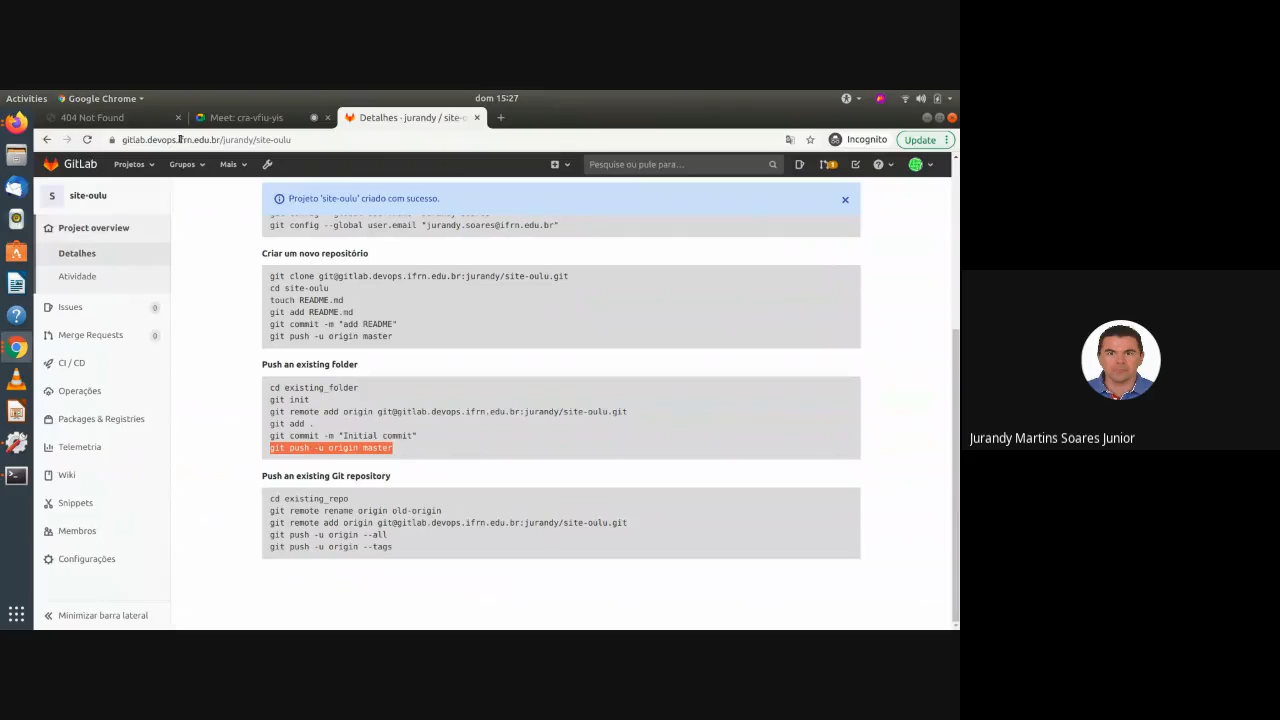 Activities
Google Chrome
dom 15:27
404 Not Found
Meet: cra-vfiu-yis
Detalhes · jurandy / site-o
gitlab.devops.ifrn.edu.br/jurandy/site-oulu
Incognito
Update
GitLab
Projetos
Grupos
Mais
Pesquise ou pule para...
1
S
site-oulu
Project overview
Detalhes
Atividade
Issues
0
Merge Requests
0
CI / CD
Operações
Packages & Registries
Telemetria
Wiki
Snippets
Membros
Configurações
Minimizar barra lateral
Projeto 'site-oulu' criado com sucesso.
git config --global user.email "jurandy.soares@ifrn.edu.br"
Criar um novo repositório
git clone git@gitlab.devops.ifrn.edu.br:jurandy/site-oulu.git
cd site-oulu
touch README.md
git add README.md
git commit -m "add README"
git push -u origin master
Push an existing folder
cd existing_folder
git init
git remote add origin git@gitlab.devops.ifrn.edu.br:jurandy/site-oulu.git
git add .
git commit -m "Initial commit"
git push -u origin master
Push an existing Git repository
cd existing_repo
git remote rename origin old-origin
git remote add origin git@gitlab.devops.ifrn.edu.br:jurandy/site-oulu.git
git push -u origin --all
git push -u origin --tags
Jurandy Martins Soares Junior